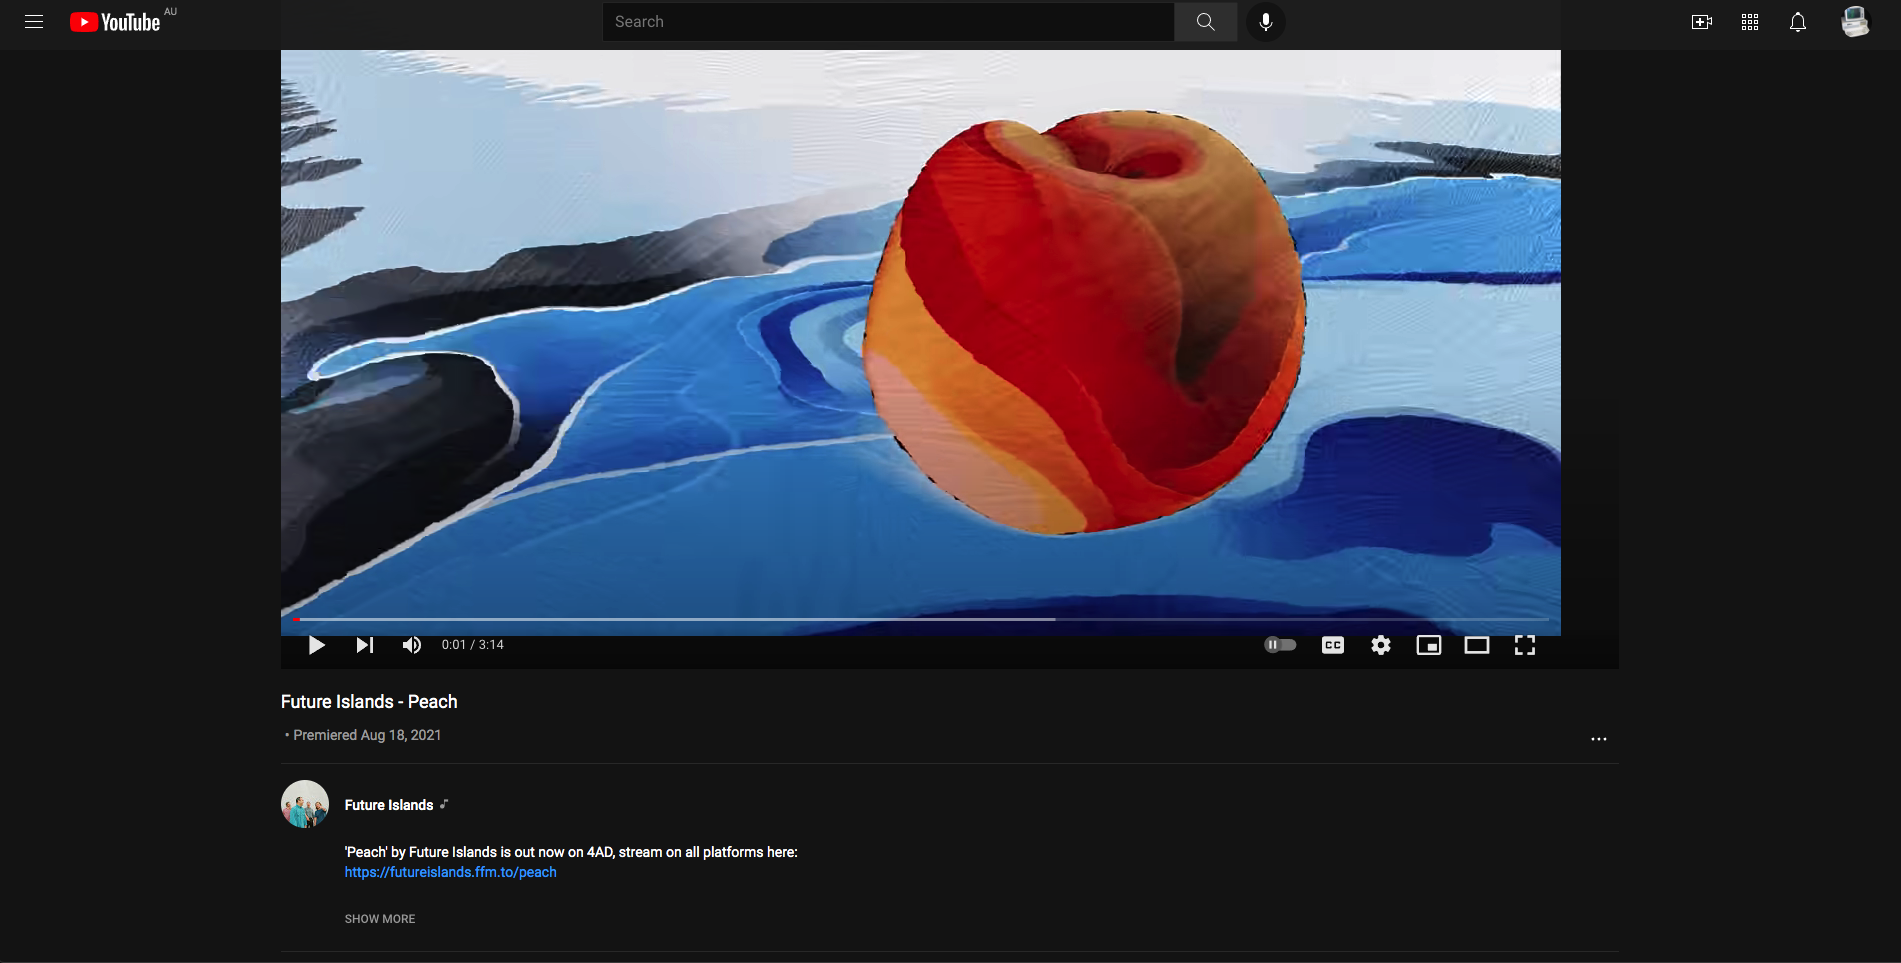 YouTube AU
Search
0:01 / 3:14
CC
Future Islands - Peach
• Premiered Aug 18, 2021
Future Islands
'Peach' by Future Islands is out now on 4AD, stream on all platforms here:
https://futureislands.ffm.to/peach
SHOW MORE